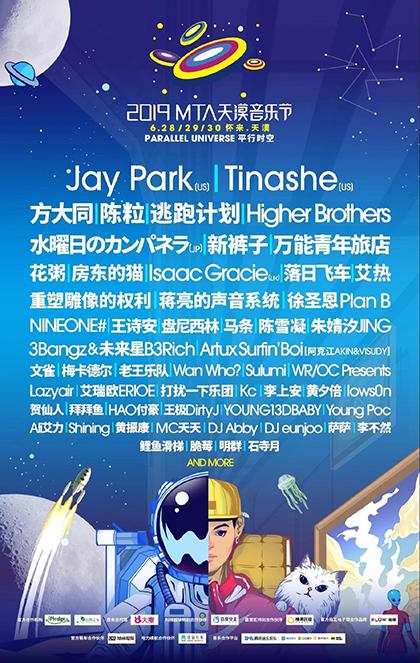 2019 MTA天漠音乐节
6.28/29/30 怀来.天漠
PARALLEL UNIVERSE 平行时空
Jay Park(US)|Tinashe(US)
方大同|陈粒|逃跑计划|Higher Brothers
水曜日のカンパネラ(JP)|新裤子|万能青年旅店
花粥|房东的猫|Isaac Gracie(UK)|落日飞车|艾热
重塑雕像的权利|蒋亮的声音系统|徐圣恩Plan B
NINEONE#|王诗安|盘尼西林|马条|陈雪凝|朱婧汐JING
3Bangz&未来星B3Rich|Artux Surfin'Boi[阿克江AKIN&VISUDY]
文雀|梅卡德尔|老王乐队|Wan Who?|Sulumi|WR/OC Presents
Lazyair|艾瑞欧ERIOE|打扰一下乐团|Kc|李上安|黄夕倍|lows0n
贺仙人|拜拜鱼|HAO付豪|王极DirtyJ|YOUNG13DBABY|Young Poc
AI艾力|Shining|黄振康|MC天天|DJ Abby|DJ eunjoo|萨萨|李不然
鲤鱼滑梯|脆莓|明群|石寺月
AND MORE